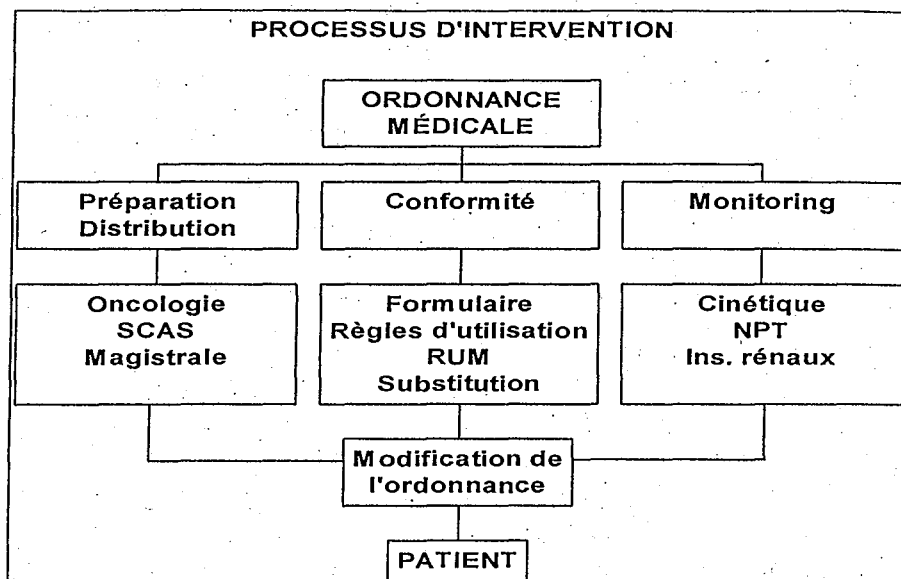 PROCESSUS D'INTERVENTION
ORDONNANCE
MÉDICALE
Préparation
Distribution
Conformité
Monitoring
Oncologie
SCAS
Magistrale
Formulaire
Règles d'utilisation
RUM
Substitution
Cinétique
NPT
Ins. rénaux
Modification de
l'ordonnance
PATIENT